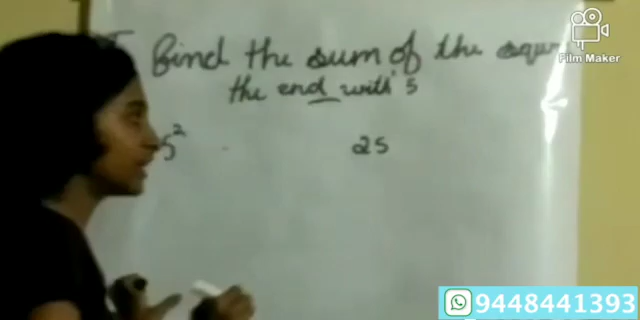 Find the sum of the
Film Maker
the end with 5
5²
25
9448441393